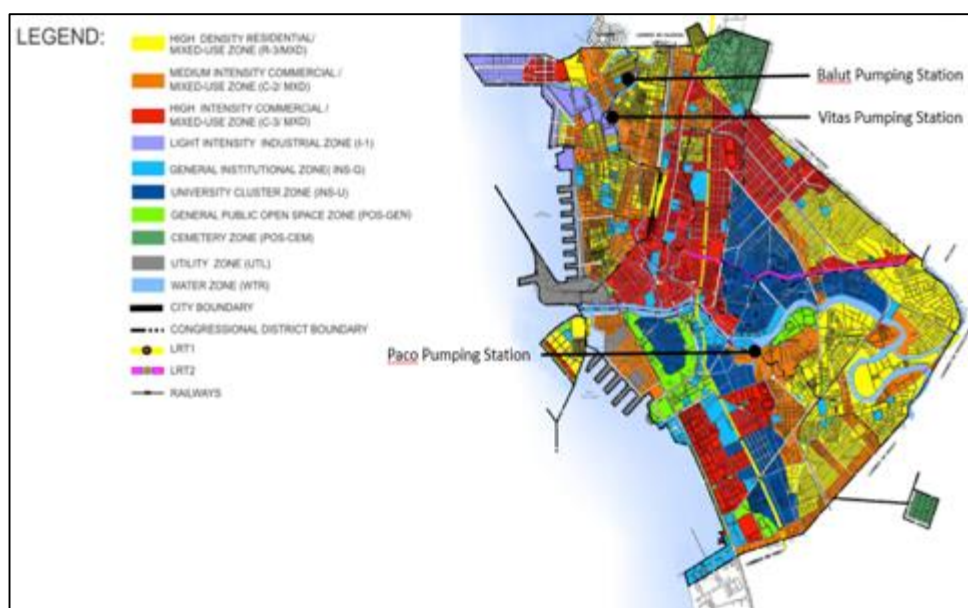 LEGEND:
HIGH DENSITY RESIDENTIAL/
MIXED-USE ZONE (R-3/MXD)
MEDIUM INTENSITY COMMERCIAL /
MIXED-USE ZONE (C-2/ MXD)
HIGH INTENSITY COMMERCIAL /
MIXED-USE ZONE (C-3/ MXD)
LIGHT INTENSITY INDUSTRIAL ZONE (I-1)
GENERAL INSTITUTIONAL ZONE( INS-G)
UNIVERSITY CLUSTER ZONE (INS-U)
GENERAL PUBLIC OPEN SPACE ZONE (POS-GEN)
CEMETERY ZONE (POS-CEM)
UTILITY ZONE (UTL)
WATER ZONE (WTR)
CITY BOUNDARY
CONGRESSIONAL DISTRICT BOUNDARY
LRT1
LRT2
RAILWAYS
Balut Pumping Station
Vitas Pumping Station
Paco Pumping Station